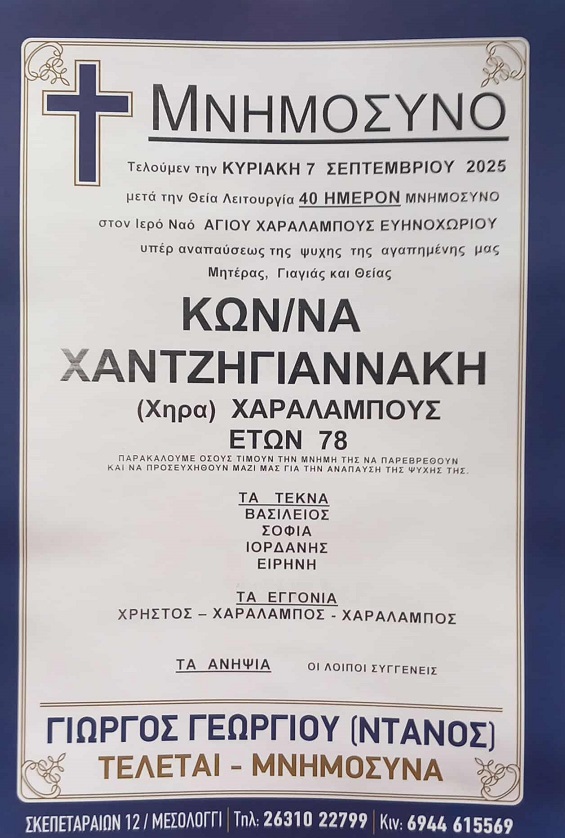 ΜΝΗΜΟΣΥΝΟ
Τελούμεν την ΚΥΡΙΑΚΗ 7 ΣΕΠΤΕΜΒΡΙΟΥ 2025
μετά την Θεία Λειτουργία 40 ΗΜΕΡΟΝ ΜΝΗΜΟΣΥΝΟ
στον Ιερό Ναό ΑΓΙΟΥ ΧΑΡΑΛΑΜΠΟΥΣ ΕΥΗΝΟΧΩΡΙΟΥ
υπέρ αναπαύσεως της ψυχης της αγαπημένης μας
Μητέρας, Γιαγιάς και Θείας
ΚΩΝ/ΝΑ
ΧΑΝΤΖΗΓΙΑΝΝΑΚΗ
(Χηρα) ΧΑΡΑΛΑΜΠΟΥΣ
ΕΤΩΝ 78
ΠΑΡΑΚΑΛΟΥΜΕ ΟΣΟΥΣ ΤΙΜΟΥΝ ΤΗΝ ΜΝΗΜΗ ΤΗΣ ΝΑ ΠΑΡΕΒΡΕΘΟΥΝ
ΚΑΙ ΝΑ ΠΡΟΣΕΥΧΗΘΟΥΝ ΜΑΖΙ ΜΑΣ ΓΙΑ ΤΗΝ ΑΝΑΠΑΥΣΗ ΤΗΣ ΨΥΧΗΣ ΤΗΣ.
ΤΑ ΤΕΚΝΑ
ΒΑΣΙΛΕΙΟΣ
ΣΟΦΙΑ
ΙΟΡΔΑΝΗΣ
ΕΙΡΗΝΗ
ΤΑ ΕΓΓΟΝΙΑ
ΧΡΗΣΤΟΣ – ΧΑΡΑΛΑΜΠΟΣ - ΧΑΡΑΛΑΜΠΟΣ
ΤΑ ΑΝΗΨΙΑ ΟΙ ΛΟΙΠΟΙ ΣΥΓΓΕΝΕΙΣ
ΓΙΩΡΓΟΣ ΓΕΩΡΓΙΟΥ (ΝΤΑΝΟΣ)
ΤΕΛΕΤΑΙ - ΜΝΗΜΟΣΥΝΑ
ΣΚΕΠΕΤΑΡΑΙΩΝ 12 / ΜΕΣΟΛΟΓΓΙ | Τηλ: 26310 22799 | Κιν: 6944 615569